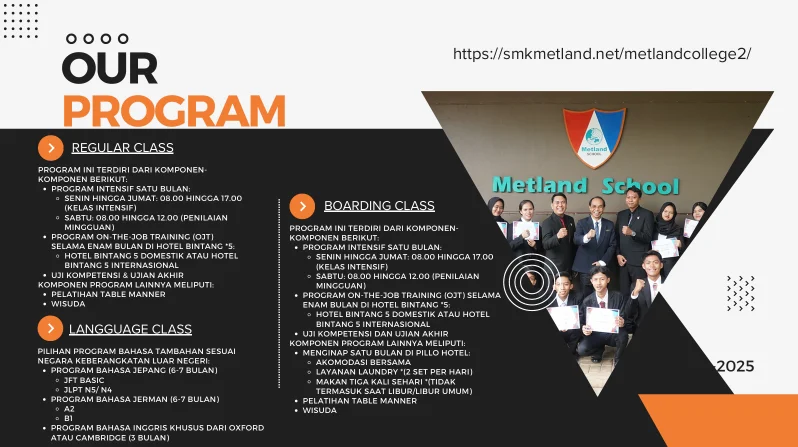 OUR
PROGRAM
https://smkmetland.net/metlandcollege2/
REGULAR CLASS
PROGRAM INI TERDIRI DARI KOMPONEN-
KOMPONEN BERIKUT:
PROGRAM INTENSIF SATU BULAN:
SENIN HINGGA JUMAT: 08.00 HINGGA 17.00
(KELAS INTENSIF)
SABTU: 08.00 HINGGA 12.00 (PENILAIAN
MINGGUAN)
PROGRAM ON-THE-JOB TRAINING (OJT)
SELAMA ENAM BULAN DI HOTEL BINTANG *5:
HOTEL BINTANG 5 DOMESTIK ATAU HOTEL
BINTANG 5 INTERNASIONAL
UJI KOMPETENSI & UJIAN AKHIR
KOMPONEN PROGRAM LAINNYA MELIPUTI:
PELATIHAN TABLE MANNER
WISUDA
LANGGUAGE CLASS
PILIHAN PROGRAM BAHASA TAMBAHAN SESUAI
NEGARA KEBERANGKATAN LUAR NEGERI:
PROGRAM BAHASA JEPANG (6-7 BULAN)
JFT BASIC
JLPT N5/ N4
PROGRAM BAHASA JERMAN (6-7 BULAN)
A2
B1
PROGRAM BAHASA INGGRIS KHUSUS DARI OXFORD
ATAU CAMBRIDGE (3 BULAN)
BOARDING CLASS
PROGRAM INI TERDIRI DARI KOMPONEN-
KOMPONEN BERIKUT:
PROGRAM INTENSIF SATU BULAN:
SENIN HINGGA JUMAT: 08.00 HINGGA 17.00
(KELAS INTENSIF)
SABTU: 08.00 HINGGA 12.00 (PENILAIAN
MINGGUAN)
PROGRAM ON-THE-JOB TRAINING (OJT) SELAMA
ENAM BULAN DI HOTEL BINTANG *5:
HOTEL BINTANG 5 DOMESTIK ATAU HOTEL
BINTANG 5 INTERNASIONAL
UJI KOMPETENSI DAN UJIAN AKHIR
KOMPONEN PROGRAM LAINNYA MELIPUTI:
MENGINAP SATU BULAN DI PILLO HOTEL:
AKOMODASI BERSAMA
LAYANAN LAUNDRY *(2 SET PER HARI)
MAKAN TIGA KALI SEHARI *(TIDAK
TERMASUK SAAT LIBUR/LIBUR UMUM)
PELATIHAN TABLE MANNER
WISUDA
Metland
SCHOOL
Metland School
-2025